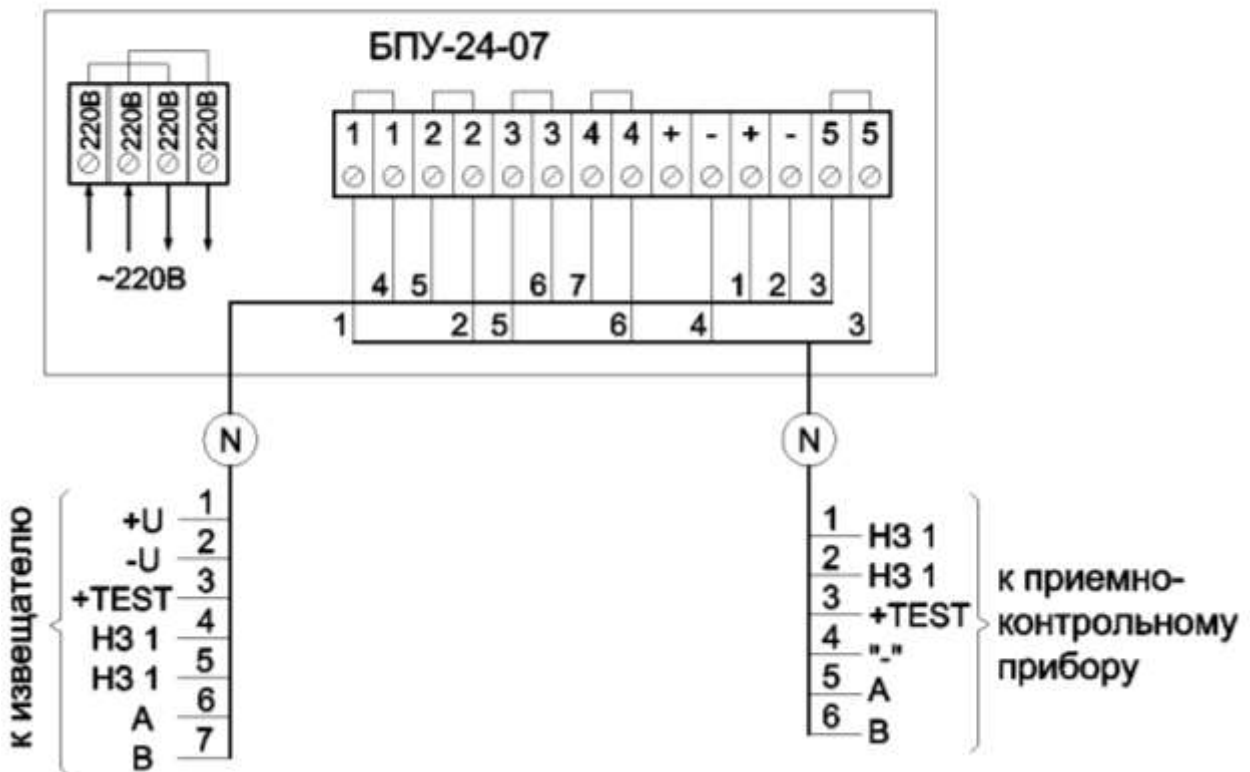 БПУ-24-07
220В 220В 220В 220В
1 1 2 2 3 3 4 4 + - + - 5 5
~220В
4 5 6 7 1 2 3
1 2 5 6 4 3
N N
к извещателю
+U 1
-U 2
+TEST 3
НЗ 1 4
НЗ 1 5
А 6
В 7
1 НЗ 1
2 НЗ 1
3 +TEST
4 "-"
5 А
6 В
к приемно-
контрольному
прибору